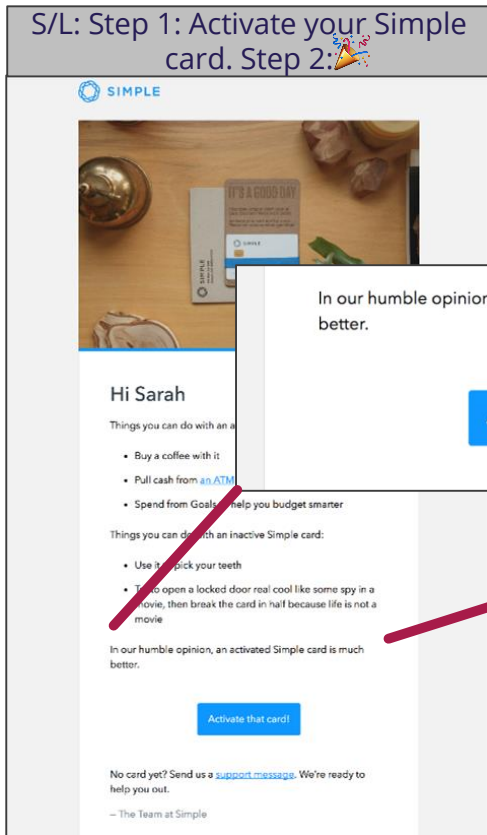 S/L: Step 1: Activate your Simple
card. Step 2:🎉
SIMPLE
IT'S A GOOD DAY
SIMPLE
SIMPLE
In our humble opinion
better.
Hi Sarah
Things you can do with an a
• Buy a coffee with it
• Pull cash from an ATM
• Spend from Goals help you budget smarter
Things you can do with an inactive Simple card:
• Use it pick your teeth
• to open a locked door real cool like some spy in a
movie, then break the card in half because life is not a
movie
In our humble opinion, an activated Simple card is much
better.
Activate that card!
No card yet? Send us a support message. We're ready to
help you out.
— The Team at Simple